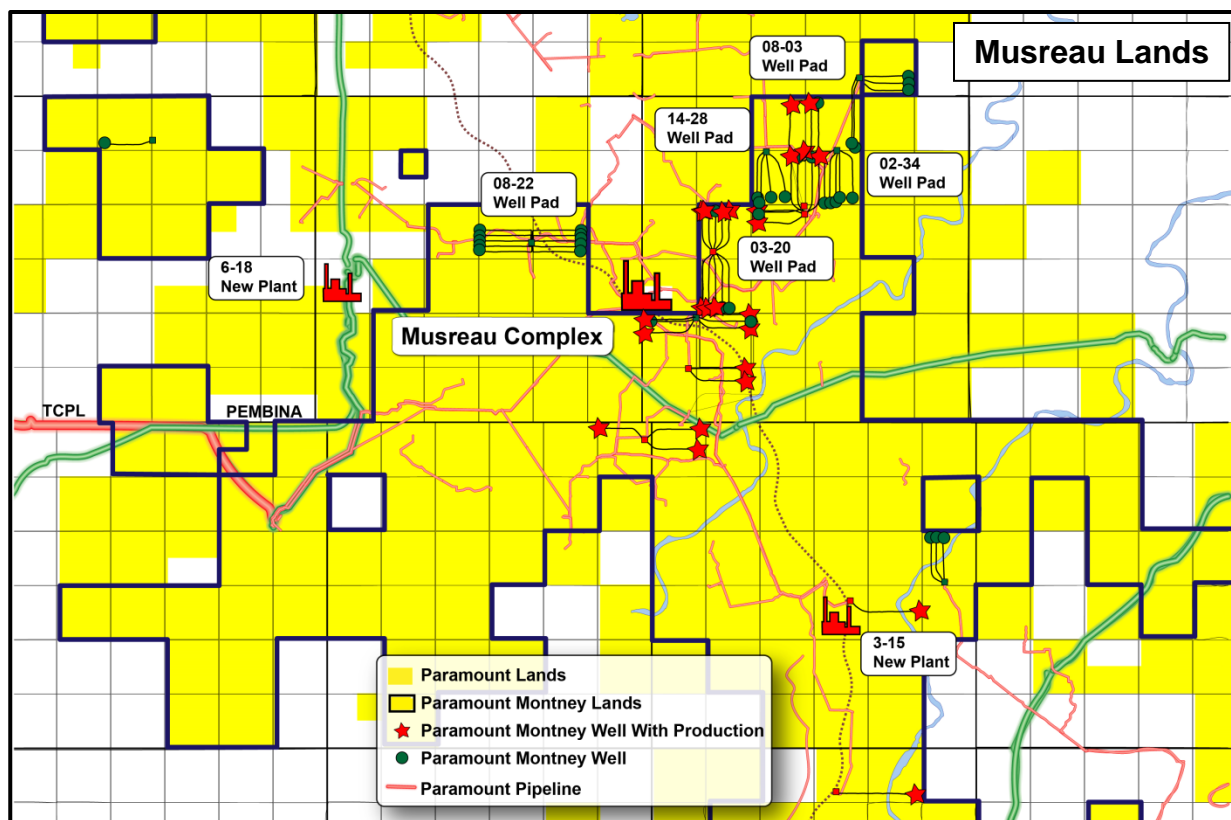 Musreau Lands
08-03
Well Pad
14-28
Well Pad
02-34
Well Pad
08-22
Well Pad
03-20
Well Pad
6-18
New Plant
Musreau Complex
TCPL
PEMBINA
3-15
New Plant
Paramount Lands
Paramount Montney Lands
Paramount Montney Well With Production
Paramount Montney Well
Paramount Pipeline